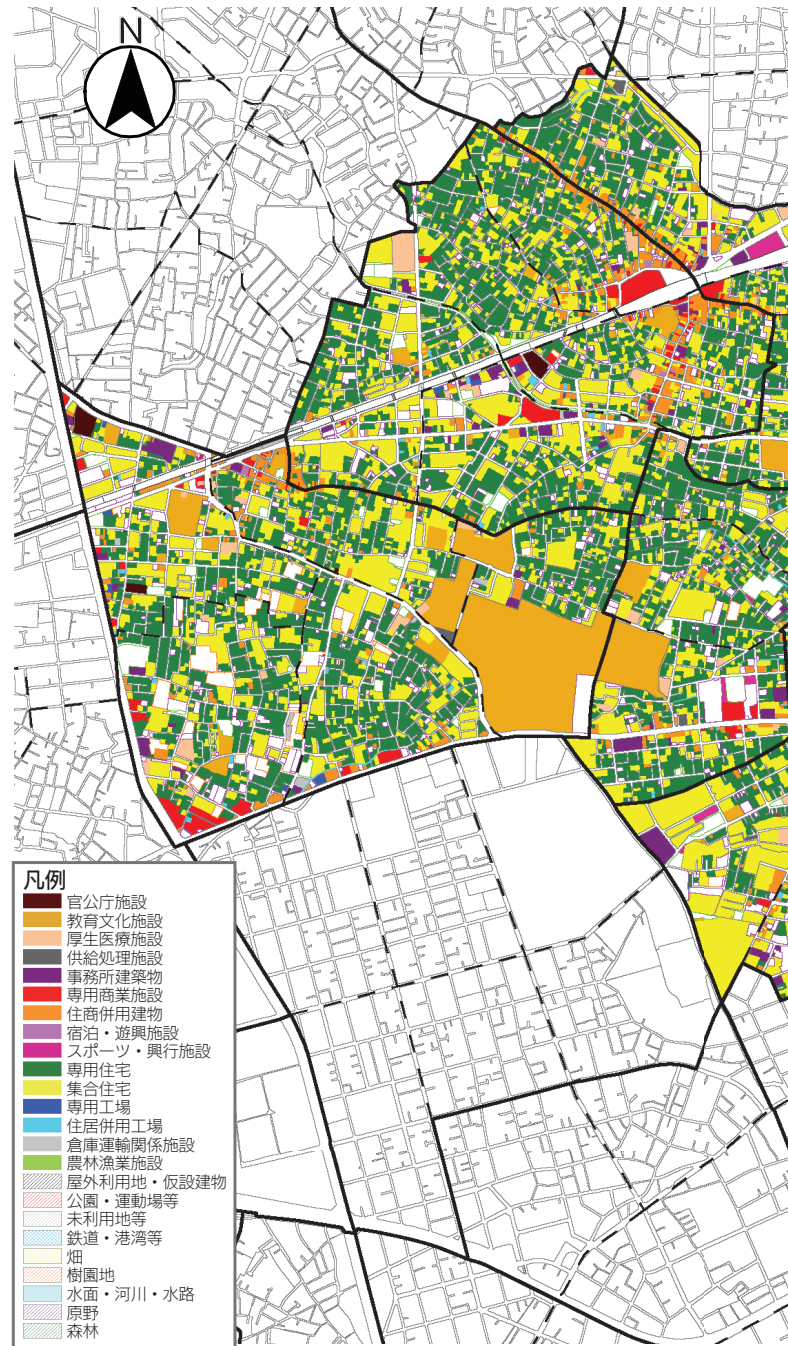 N
凡例
官公庁施設
教育文化施設
厚生医療施設
供給処理施設
事務所建築物
専用商業施設
住商併用建物
宿泊・遊興施設
スポーツ・興行施設
専用住宅
集合住宅
専用工場
住居併用工場
倉庫運輸関係施設
農林漁業施設
屋外利用地・仮設建物
公園・運動場等
未利用地等
鉄道・港湾等
畑
樹園地
水面・河川・水路
原野
森林